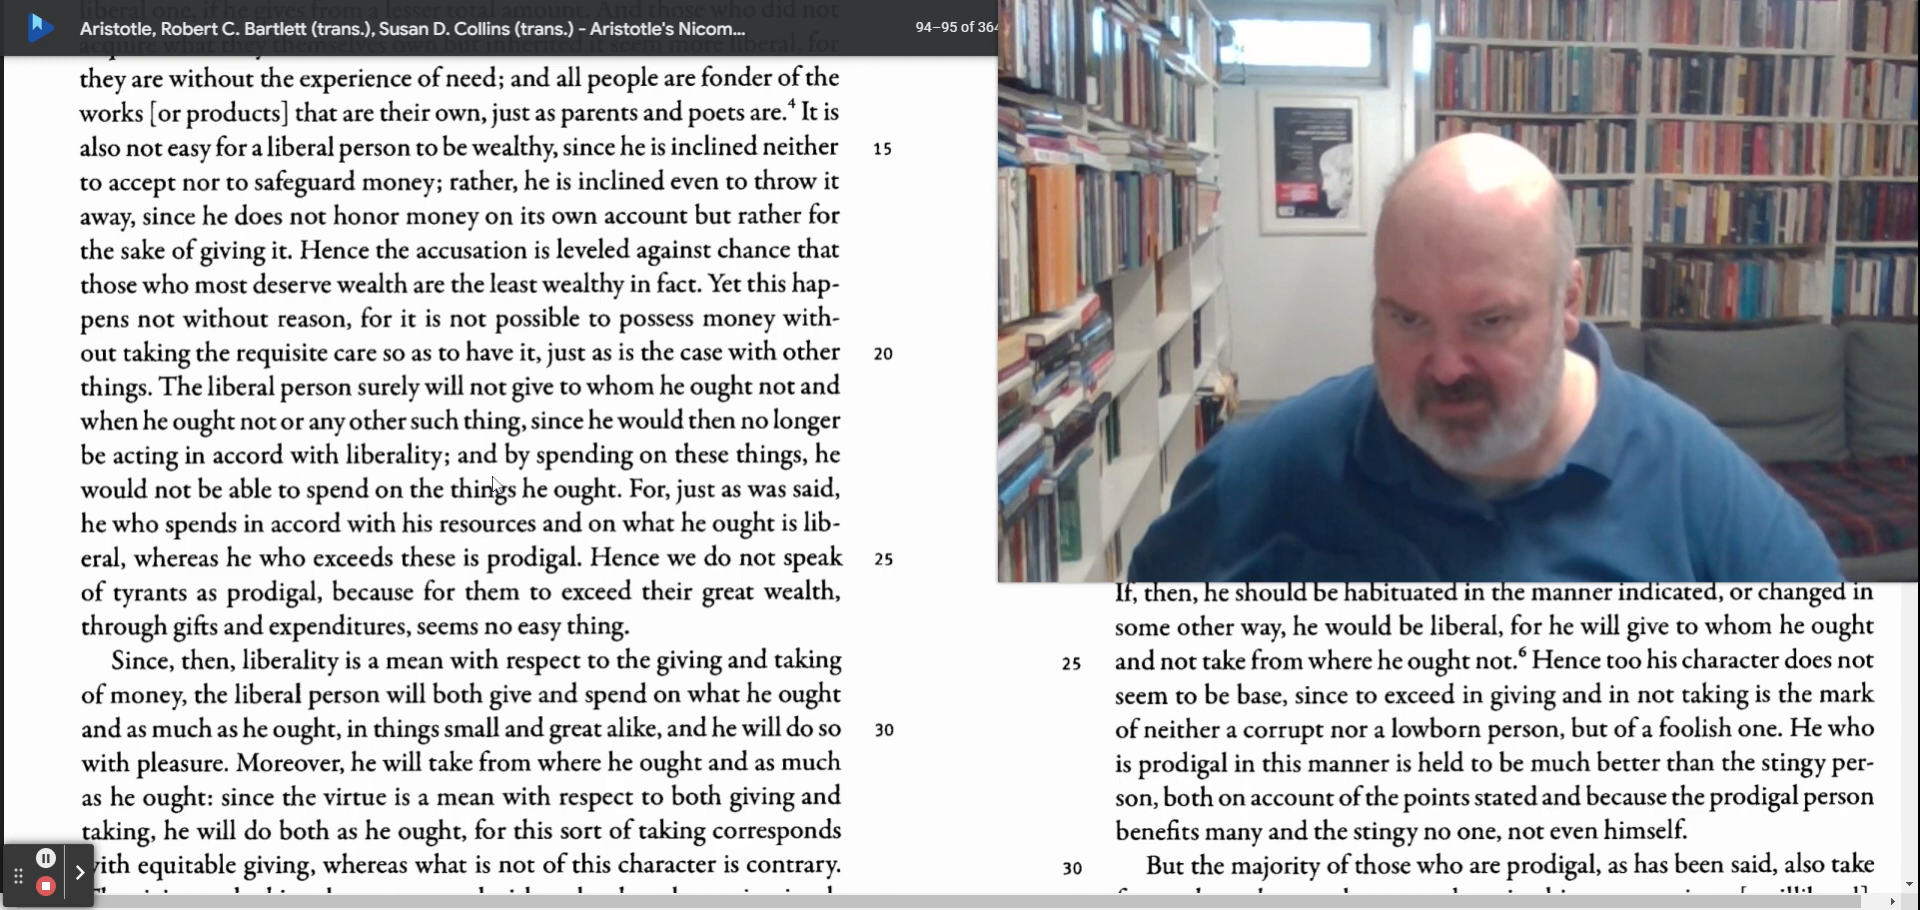 Aristotle, Robert C. Bartlett (trans.), Susan D. Collins (trans.) - Aristotle's Nicom...
94–95 of 364
liberal one, if he gives from a lesser total amount. And those who did not
they are without the experience of need; and all people are fonder of the
works [or products] that are their own, just as parents and poets are.⁴ It is
also not easy for a liberal person to be wealthy, since he is inclined neither
15
to accept nor to safeguard money; rather, he is inclined even to throw it
away, since he does not honor money on its own account but rather for
the sake of giving it. Hence the accusation is leveled against chance that
those who most deserve wealth are the least wealthy in fact. Yet this hap-
pens not without reason, for it is not possible to possess money with-
out taking the requisite care so as to have it, just as is the case with other
20
things. The liberal person surely will not give to whom he ought not and
when he ought not or any other such thing, since he would then no longer
be acting in accord with liberality; and by spending on these things, he
would not be able to spend on the things he ought. For, just as was said,
he who spends in accord with his resources and on what he ought is lib-
eral, whereas he who exceeds these is prodigal. Hence we do not speak
25
of tyrants as prodigal, because for them to exceed their great wealth,
through gifts and expenditures, seems no easy thing.
Since, then, liberality is a mean with respect to the giving and taking
of money, the liberal person will both give and spend on what he ought
and as much as he ought, in things small and great alike, and he will do so
30
with pleasure. Moreover, he will take from where he ought and as much
as he ought: since the virtue is a mean with respect to both giving and
taking, he will do both as he ought, for this sort of taking corresponds
with equitable giving, whereas what is not of this character is contrary.
If, then, he should be habituated in the manner indicated, or changed in
some other way, he would be liberal, for he will give to whom he ought
25
and not take from where he ought not.⁶ Hence too his character does not
seem to be base, since to exceed in giving and in not taking is the mark
of neither a corrupt nor a lowborn person, but of a foolish one. He who
is prodigal in this manner is held to be much better than the stingy per-
son, both on account of the points stated and because the prodigal person
benefits many and the stingy no one, not even himself.
30
But the majority of those who are prodigal, as has been said, also take